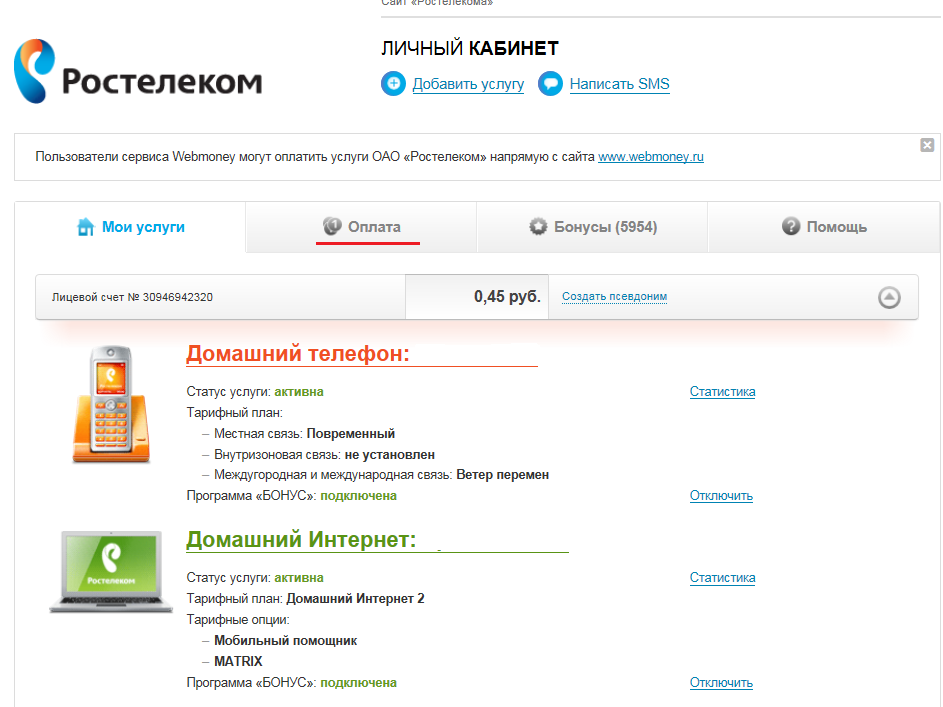 Сайт «Ростелекома»
Ростелеком
ЛИЧНЫЙ КАБИНЕТ
Добавить услугу Написать SMS
Пользователи сервиса Webmoney могут оплатить услуги ОАО «Ростелеком» напрямую с сайта www.webmoney.ru
Мои услуги Оплата Бонусы (5954) Помощь
Лицевой счет № 30946942320 0,45 руб. Создать псевдоним
Домашний телефон:
Статус услуги: активна Статистика
Тарифный план:
– Местная связь: Повременный
– Внутризоновая связь: не установлен
– Междугородная и международная связь: Ветер перемен
Программа «БОНУС»: подключена Отключить
Домашний Интернет:
Ростелеком
Статус услуги: активна Статистика
Тарифный план: Домашний Интернет 2
Тарифные опции:
– Мобильный помощник
– MATRIX
Программа «БОНУС»: подключена Отключить